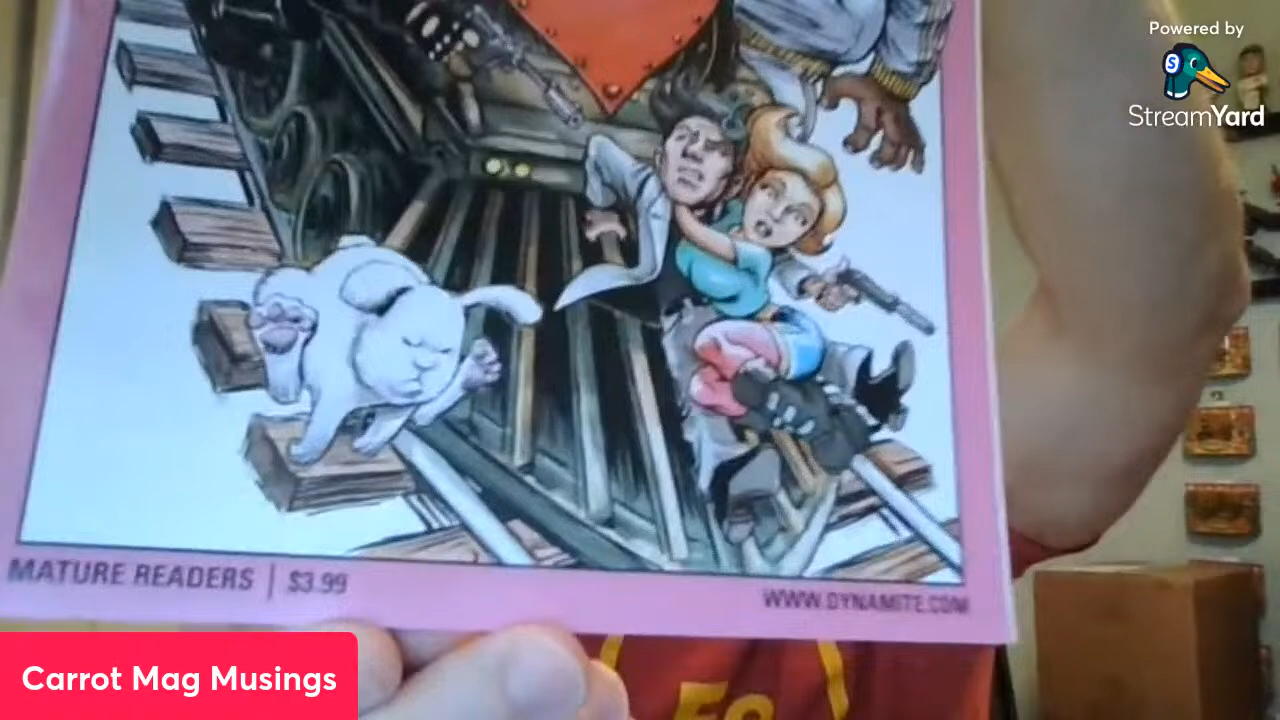 Powered by
StreamYard
MATURE READERS | $3.99
WWW.DYNAMITE.COM
Carrot Mag Musings